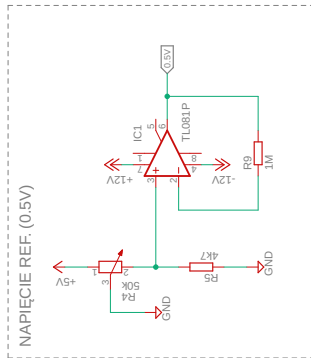 NAPIĘCIE REF. (0.5V)
0.5V
IC1
TL081P
5
6
1
7
8
4
3
2
+
-
+12V
-12V
R9
1M
+5V
1
2
3
R4
50k
R5
4k7
GND
GND